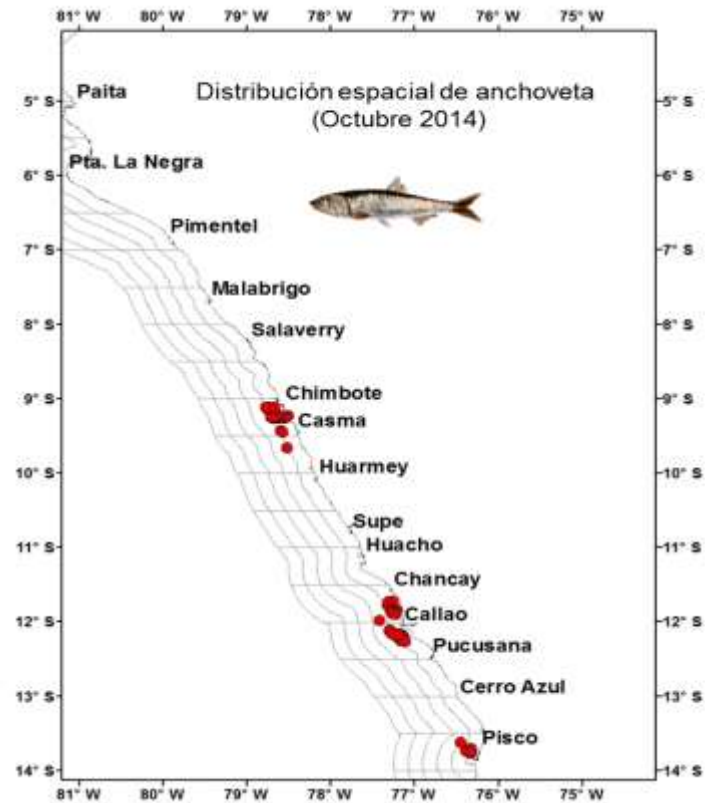 81° W 80° W 79° W 78° W 77° W 76° W 75° W
Distribución espacial de anchoveta
(Octubre 2014)
5° S Paita 5° S
6° S Pta. La Negra 6° S
Pimentel
7° S 7° S
Malabrigo
8° S Salaverry 8° S
9° S Chimbote 9° S
Casma
10° S Huarmey 10° S
Supe
11° S Huacho 11° S
Chancay
12° S Callao 12° S
Pucusana
13° S Cerro Azul 13° S
Pisco
14° S 14° S
81° W 80° W 79° W 78° W 77° W 76° W 75° W